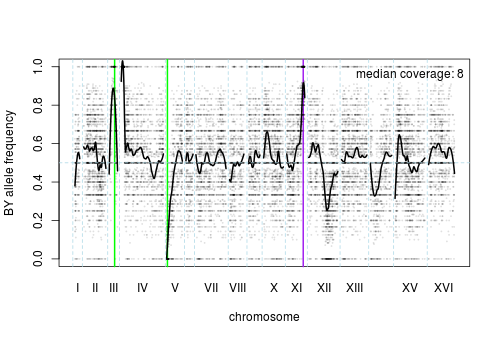 median coverage: 8
BY allele frequency
0.0 0.2 0.4 0.6 0.8 1.0
I II III IV V VII VIII X XI XII XIII XV XVI
chromosome